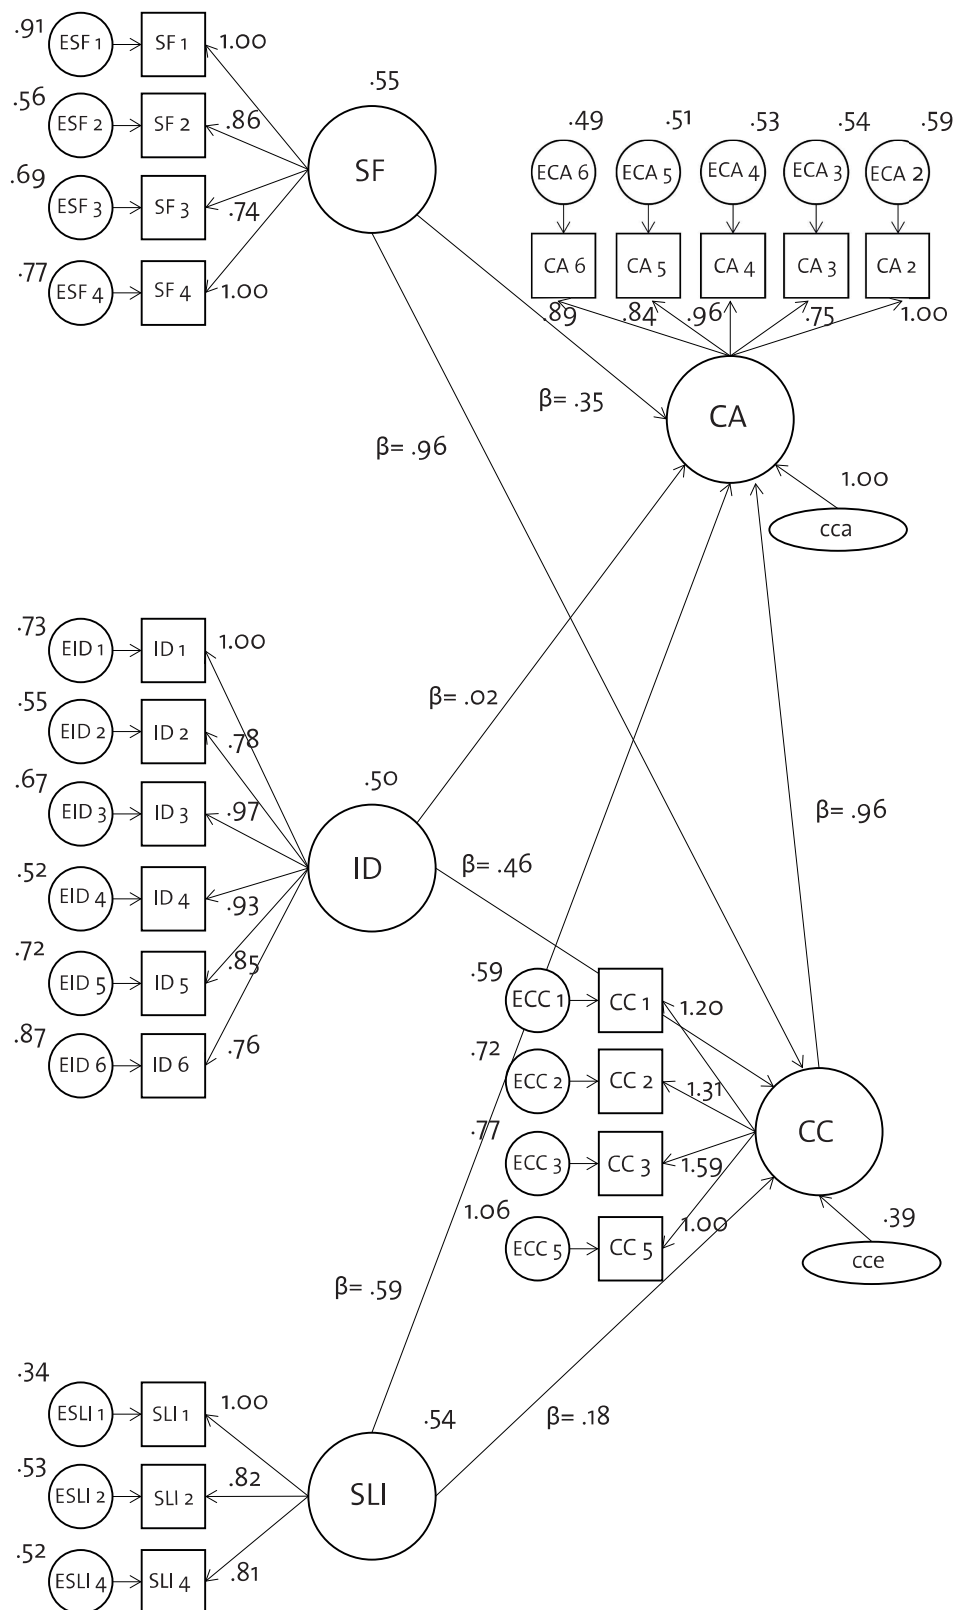 .91
ESF 1
SF 1
1.00
.56
ESF 2
SF 2
.86
.69
ESF 3
SF 3
.74
.77
ESF 4
SF 4
1.00
.55
SF
.49
.51
.53
.54
.59
ECA 6
ECA 5
ECA 4
ECA 3
ECA 2
CA 6
CA 5
CA 4
CA 3
CA 2
.89
.84
.96
.75
1.00
CA
β= .35
β= .96
1.00
cca
.73
EID 1
ID 1
1.00
.55
EID 2
ID 2
.78
.67
EID 3
ID 3
.97
.52
EID 4
ID 4
.93
.72
EID 5
ID 5
.85
.87
EID 6
ID 6
.76
.50
ID
β= .02
β= .46
β= .96
.59
ECC 1
CC 1
1.20
.72
ECC 2
CC 2
1.31
.77
ECC 3
CC 3
1.59
1.06
ECC 5
CC 5
1.00
CC
.39
cce
β= .59
β= .18
.34
ESLI 1
SLI 1
1.00
.53
ESLI 2
SLI 2
.82
.52
ESLI 4
SLI 4
.81
.54
SLI